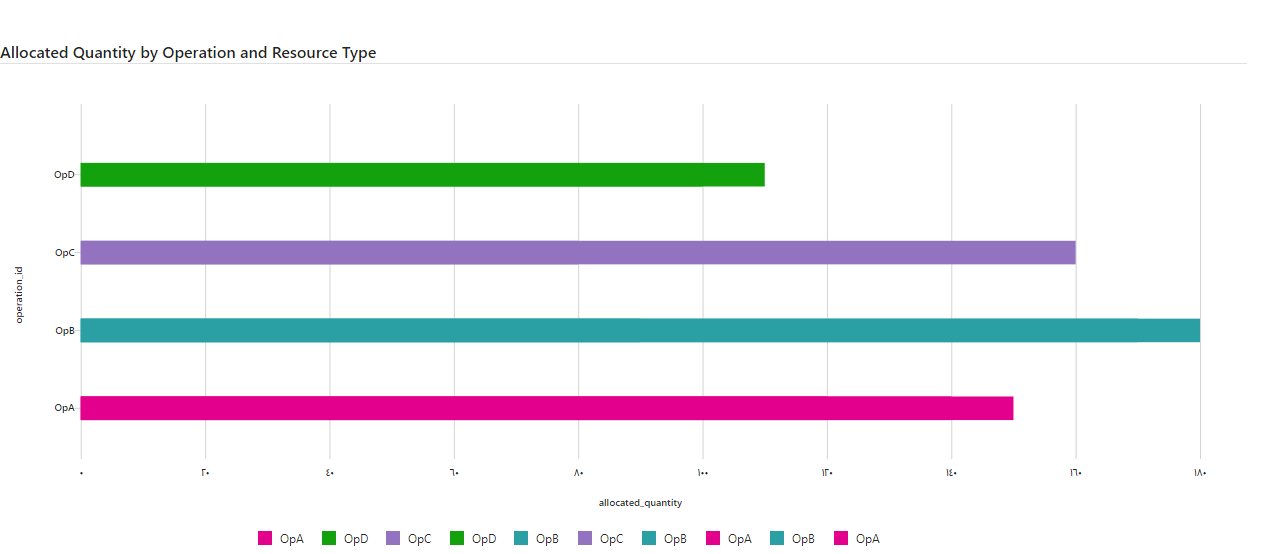 Allocated Quantity by Operation and Resource Type
OpD
OpC
OpB
OpA
operation_id
٠ ٢٠ ٤٠ ٦٠ ٨٠ ١٠٠ ١٢٠ ١٤٠ ١٦٠ ١٨٠
allocated_quantity
OpA OpD OpC OpD OpB OpC OpB OpA OpB OpA